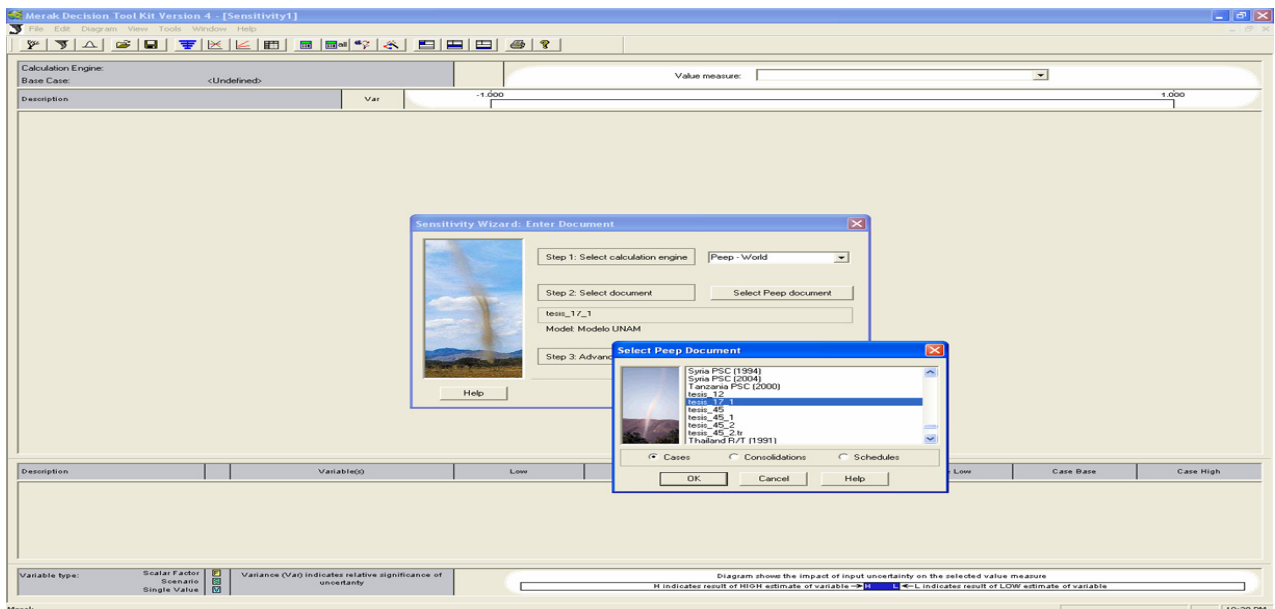 Merak Decision Tool Kit Version 4 - [Sensitivity1]
File Edit Diagram View Tools Window Help
Calculation Engine:
Base Case: <Undefined>
Value measure:
Description Var -1.000 1.000
Sensitivity Wizard: Enter Document
Step 1: Select calculation engine Peep - World
Step 2: Select document Select Peep document
tesis_17_1
Model: Modelo UNAM
Step 3: Advanc
Help
Select Peep Document
Syria PSC (1994)
Syria PSC (2004)
Tanzania PSC (2000)
tesis_12
tesis_17_1
tesis_45
tesis_45_1
tesis_45_2
tesis_45_2.tr
Thailand R/T (1991)
Cases Consolidations Schedules
OK Cancel Help
Description Variable(s) Low Low Case Base Case High
Variable type: Scalar Factor
Scenario
Single Value
Variance (Var) indicates relative significance of
uncertanty
Diagram shows the impact of input uncertainty on the selected value measure
H indicates result of HIGH estimate of variable H L L indicates result of LOW estimate of variable